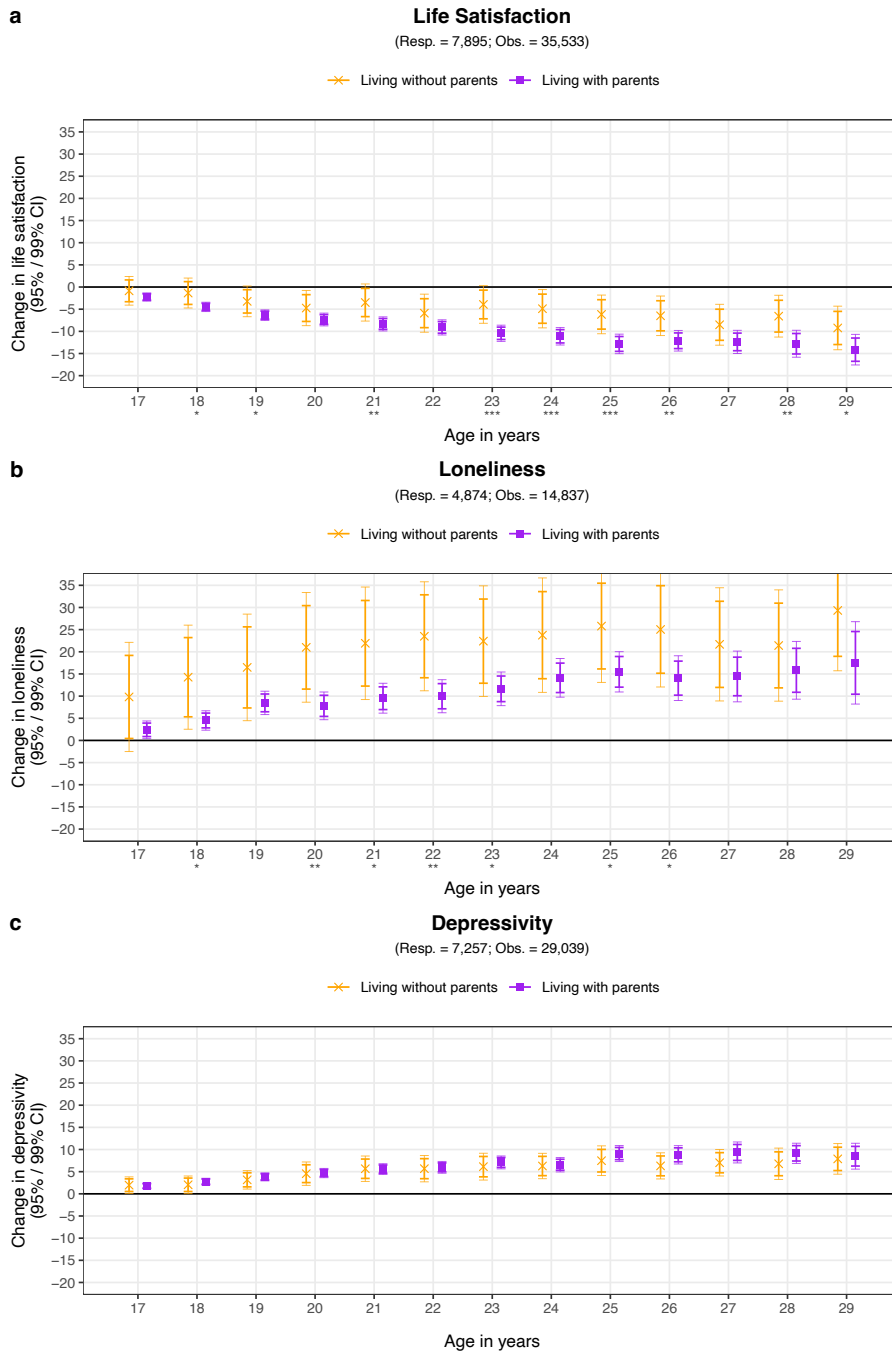 a
Life Satisfaction
(Resp. = 7,895; Obs. = 35,533)
Living without parents Living with parents
Change in life satisfaction
(95% / 99% CI)
35
30
25
20
15
10
5
0
−5
−10
−15
−20
17 18 19 20 21 22 23 24 25 26 27 28 29
* * ** *** *** *** ** ** *
Age in years
b
Loneliness
(Resp. = 4,874; Obs. = 14,837)
Living without parents Living with parents
Change in loneliness
(95% / 99% CI)
35
30
25
20
15
10
5
0
−5
−10
−15
−20
17 18 19 20 21 22 23 24 25 26 27 28 29
* ** * ** * * *
Age in years
c
Depressivity
(Resp. = 7,257; Obs. = 29,039)
Living without parents Living with parents
Change in depressivity
(95% / 99% CI)
35
30
25
20
15
10
5
0
−5
−10
−15
−20
17 18 19 20 21 22 23 24 25 26 27 28 29
Age in years